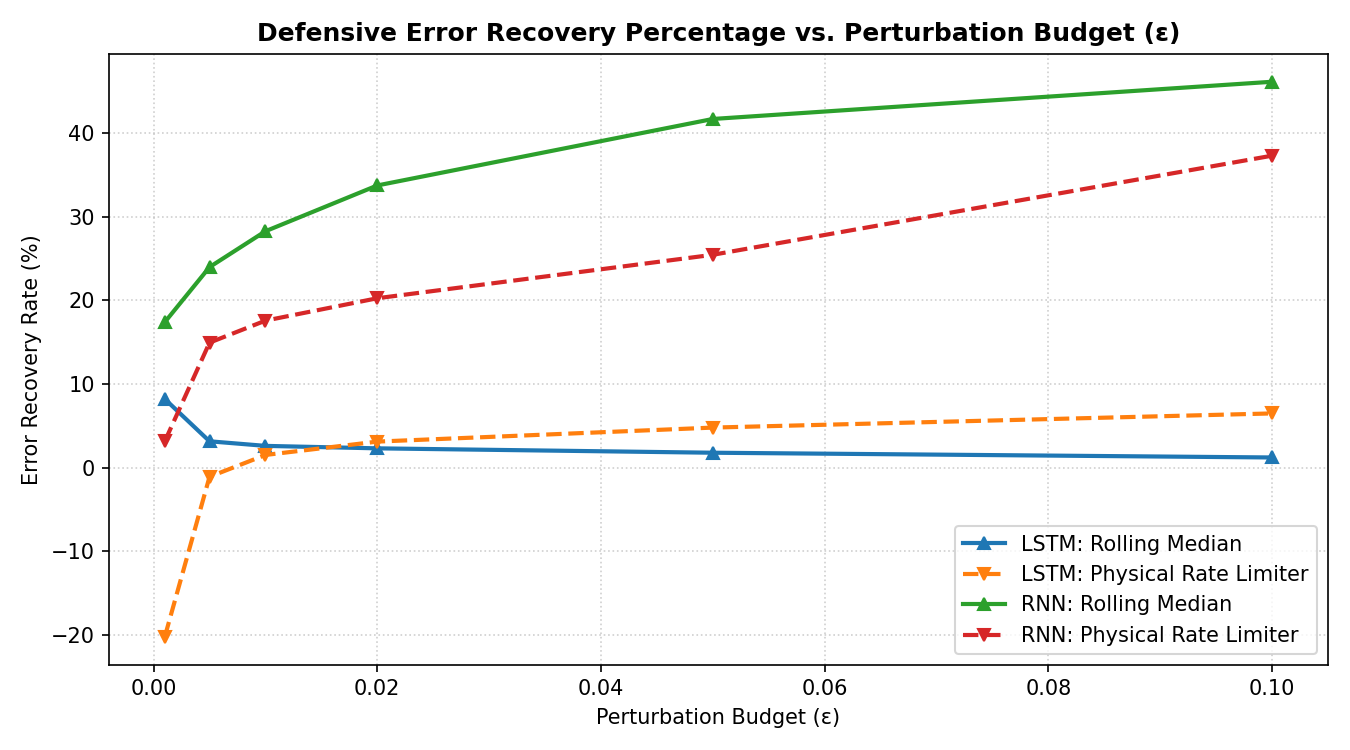 Defensive Error Recovery Percentage vs. Perturbation Budget (ε)
Error Recovery Rate (%)
40
30
20
10
0
−10
−20
0.00
0.02
0.04
0.06
0.08
0.10
Perturbation Budget (ε)
LSTM: Rolling Median
LSTM: Physical Rate Limiter
RNN: Rolling Median
RNN: Physical Rate Limiter